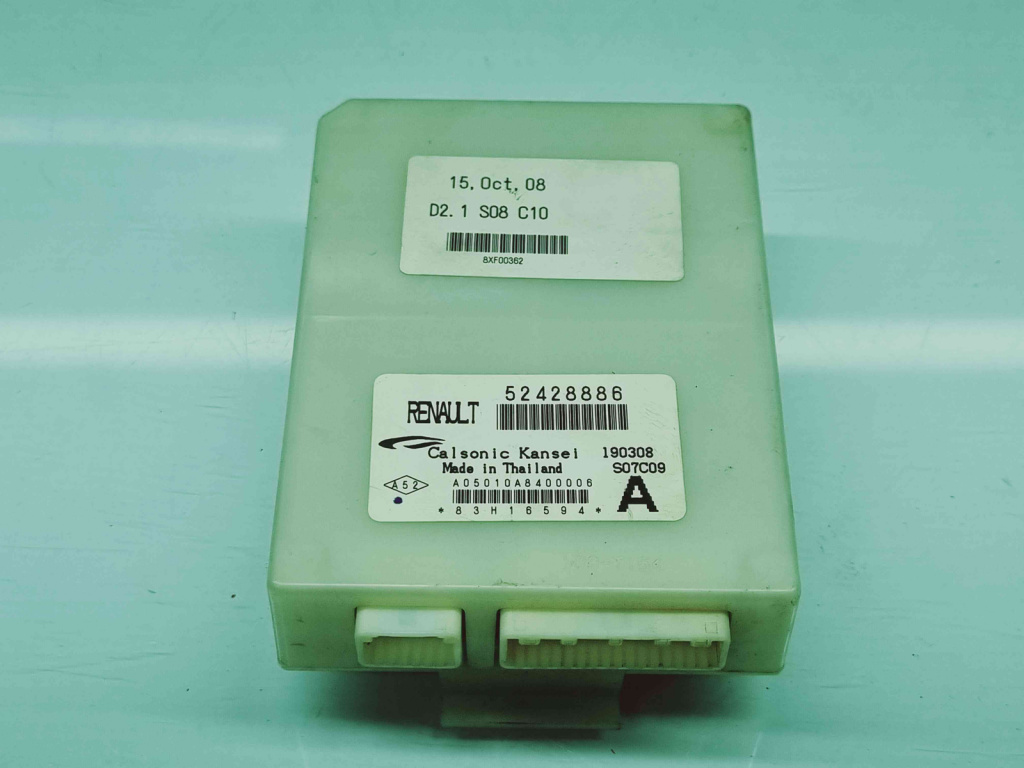 15. Oct. 08
D2. 1 S08 C10
8XF00362
RENAULT 52428886
Calsonic Kansei 190308
Made in Thailand S07C09
A52 A05010A8400006 A
*83H16594*